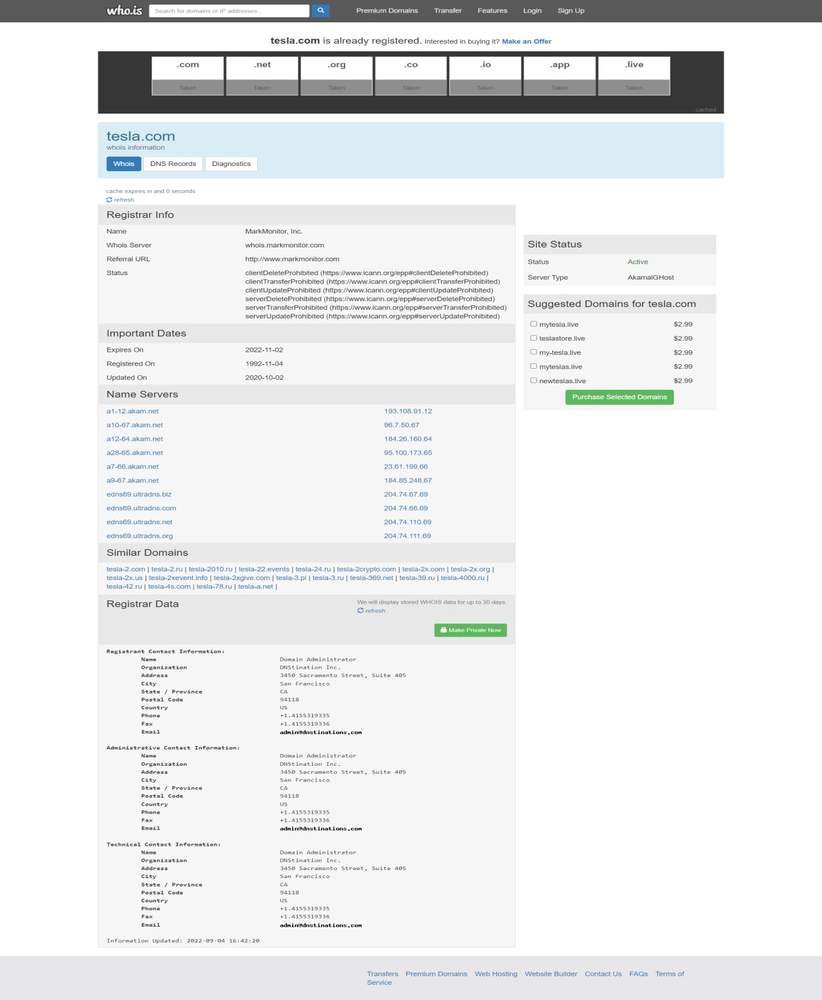 who.is
Search for domains or IP addresses...
Premium Domains
Transfer
Features
Login
Sign Up
tesla.com is already registered. Interested in buying it? Make an Offer
.com
.net
.org
.co
.io
.app
.live
Taken
Taken
Taken
Taken
Taken
Taken
Taken
cached
tesla.com
whois information
Whois
DNS Records
Diagnostics
cache expires in and 0 seconds
refresh
Registrar Info
Name MarkMonitor, Inc.
Whois Server whois.markmonitor.com
Referral URL http://www.markmonitor.com
Status clientDeleteProhibited (https://www.icann.org/epp#clientDeleteProhibited)
clientTransferProhibited (https://www.icann.org/epp#clientTransferProhibited)
clientUpdateProhibited (https://www.icann.org/epp#clientUpdateProhibited)
serverDeleteProhibited (https://www.icann.org/epp#serverDeleteProhibited)
serverTransferProhibited (https://www.icann.org/epp#serverTransferProhibited)
serverUpdateProhibited (https://www.icann.org/epp#serverUpdateProhibited)
Important Dates
Expires On 2022-11-02
Registered On 1992-11-04
Updated On 2020-10-02
Name Servers
a1-12.akam.net 193.108.91.12
a10-67.akam.net 96.7.50.67
a12-64.akam.net 184.26.160.64
a28-65.akam.net 95.100.173.65
a7-66.akam.net 23.61.199.66
a9-67.akam.net 184.85.248.67
edns69.ultradns.biz 204.74.67.69
edns69.ultradns.com 204.74.66.69
edns69.ultradns.net 204.74.110.69
edns69.ultradns.org 204.74.111.69
Similar Domains
tesla-2.com | tesla-2.ru | tesla-2010.ru | tesla-22.events | tesla-24.ru | tesla-2crypto.com | tesla-2x.com | tesla-2x.org |
tesla-2x.us | tesla-2xevent.info | tesla-2xgive.com | tesla-3.pl | tesla-3.ru | tesla-369.net | tesla-39.ru | tesla-4000.ru |
tesla-42.ru | tesla-4s.com | tesla-78.ru | tesla-a.net |
Registrar Data
We will display stored WHOIS data for up to 30 days.
refresh
Make Private Now
Registrant Contact Information:
Name Domain Administrator
Organization DNStination Inc.
Address 3450 Sacramento Street, Suite 405
City San Francisco
State / Province CA
Postal Code 94118
Country US
Phone +1.4155319335
Fax +1.4155319336
Email admin@dnstinations.com
Administrative Contact Information:
Name Domain Administrator
Organization DNStination Inc.
Address 3450 Sacramento Street, Suite 405
City San Francisco
State / Province CA
Postal Code 94118
Country US
Phone +1.4155319335
Fax +1.4155319336
Email admin@dnstinations.com
Technical Contact Information:
Name Domain Administrator
Organization DNStination Inc.
Address 3450 Sacramento Street, Suite 405
City San Francisco
State / Province CA
Postal Code 94118
Country US
Phone +1.4155319335
Fax +1.4155319336
Email admin@dnstinations.com
Information Updated: 2022-09-04 16:42:20
Site Status
Status Active
Server Type AkamaiGHost
Suggested Domains for tesla.com
mytesla.live $2.99
teslastore.live $2.99
my-tesla.live $2.99
myteslas.live $2.99
newteslas.live $2.99
Purchase Selected Domains
Transfers Premium Domains Web Hosting Website Builder Contact Us FAQs Terms of
Service